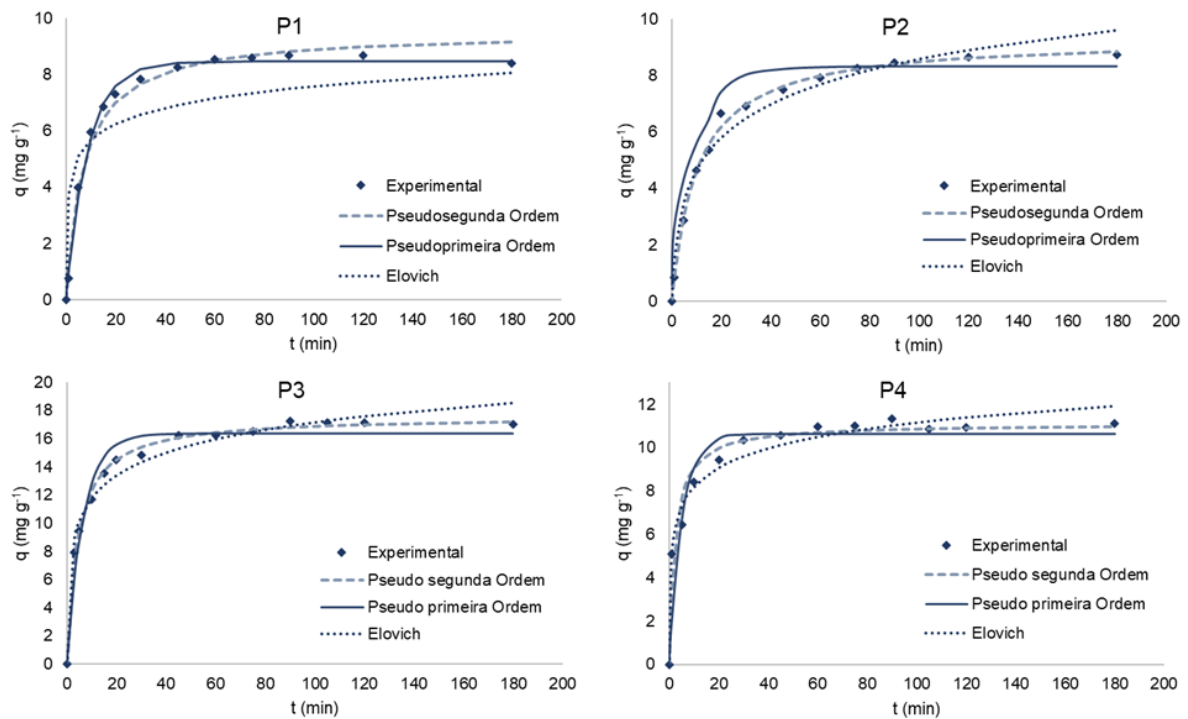 P1
10
8
6
4
2
0
q (mg g-1)
Experimental
Pseudosegunda Ordem
Pseudoprimeira Ordem
Elovich
0 20 40 60 80 100 120 140 160 180 200
t (min)
P2
10
8
6
4
2
0
q (mg g-1)
Experimental
Pseudosegunda Ordem
Pseudoprimeira Ordem
Elovich
0 20 40 60 80 100 120 140 160 180 200
t (min)
P3
20
18
16
14
12
10
8
6
4
2
0
q (mg g-1)
Experimental
Pseudo segunda Ordem
Pseudo primeira Ordem
Elovich
0 20 40 60 80 100 120 140 160 180 200
t (min)
P4
12
10
8
6
4
2
0
q (mg g-1)
Experimental
Pseudo segunda Ordem
Pseudo primeira Ordem
Elovich
0 20 40 60 80 100 120 140 160 180 200
t (min)